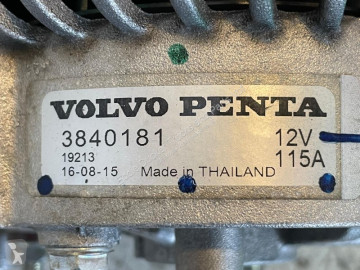 VOLVO PENTA
3840181 12V
19213 115A
16-08-15 Made in THAILAND